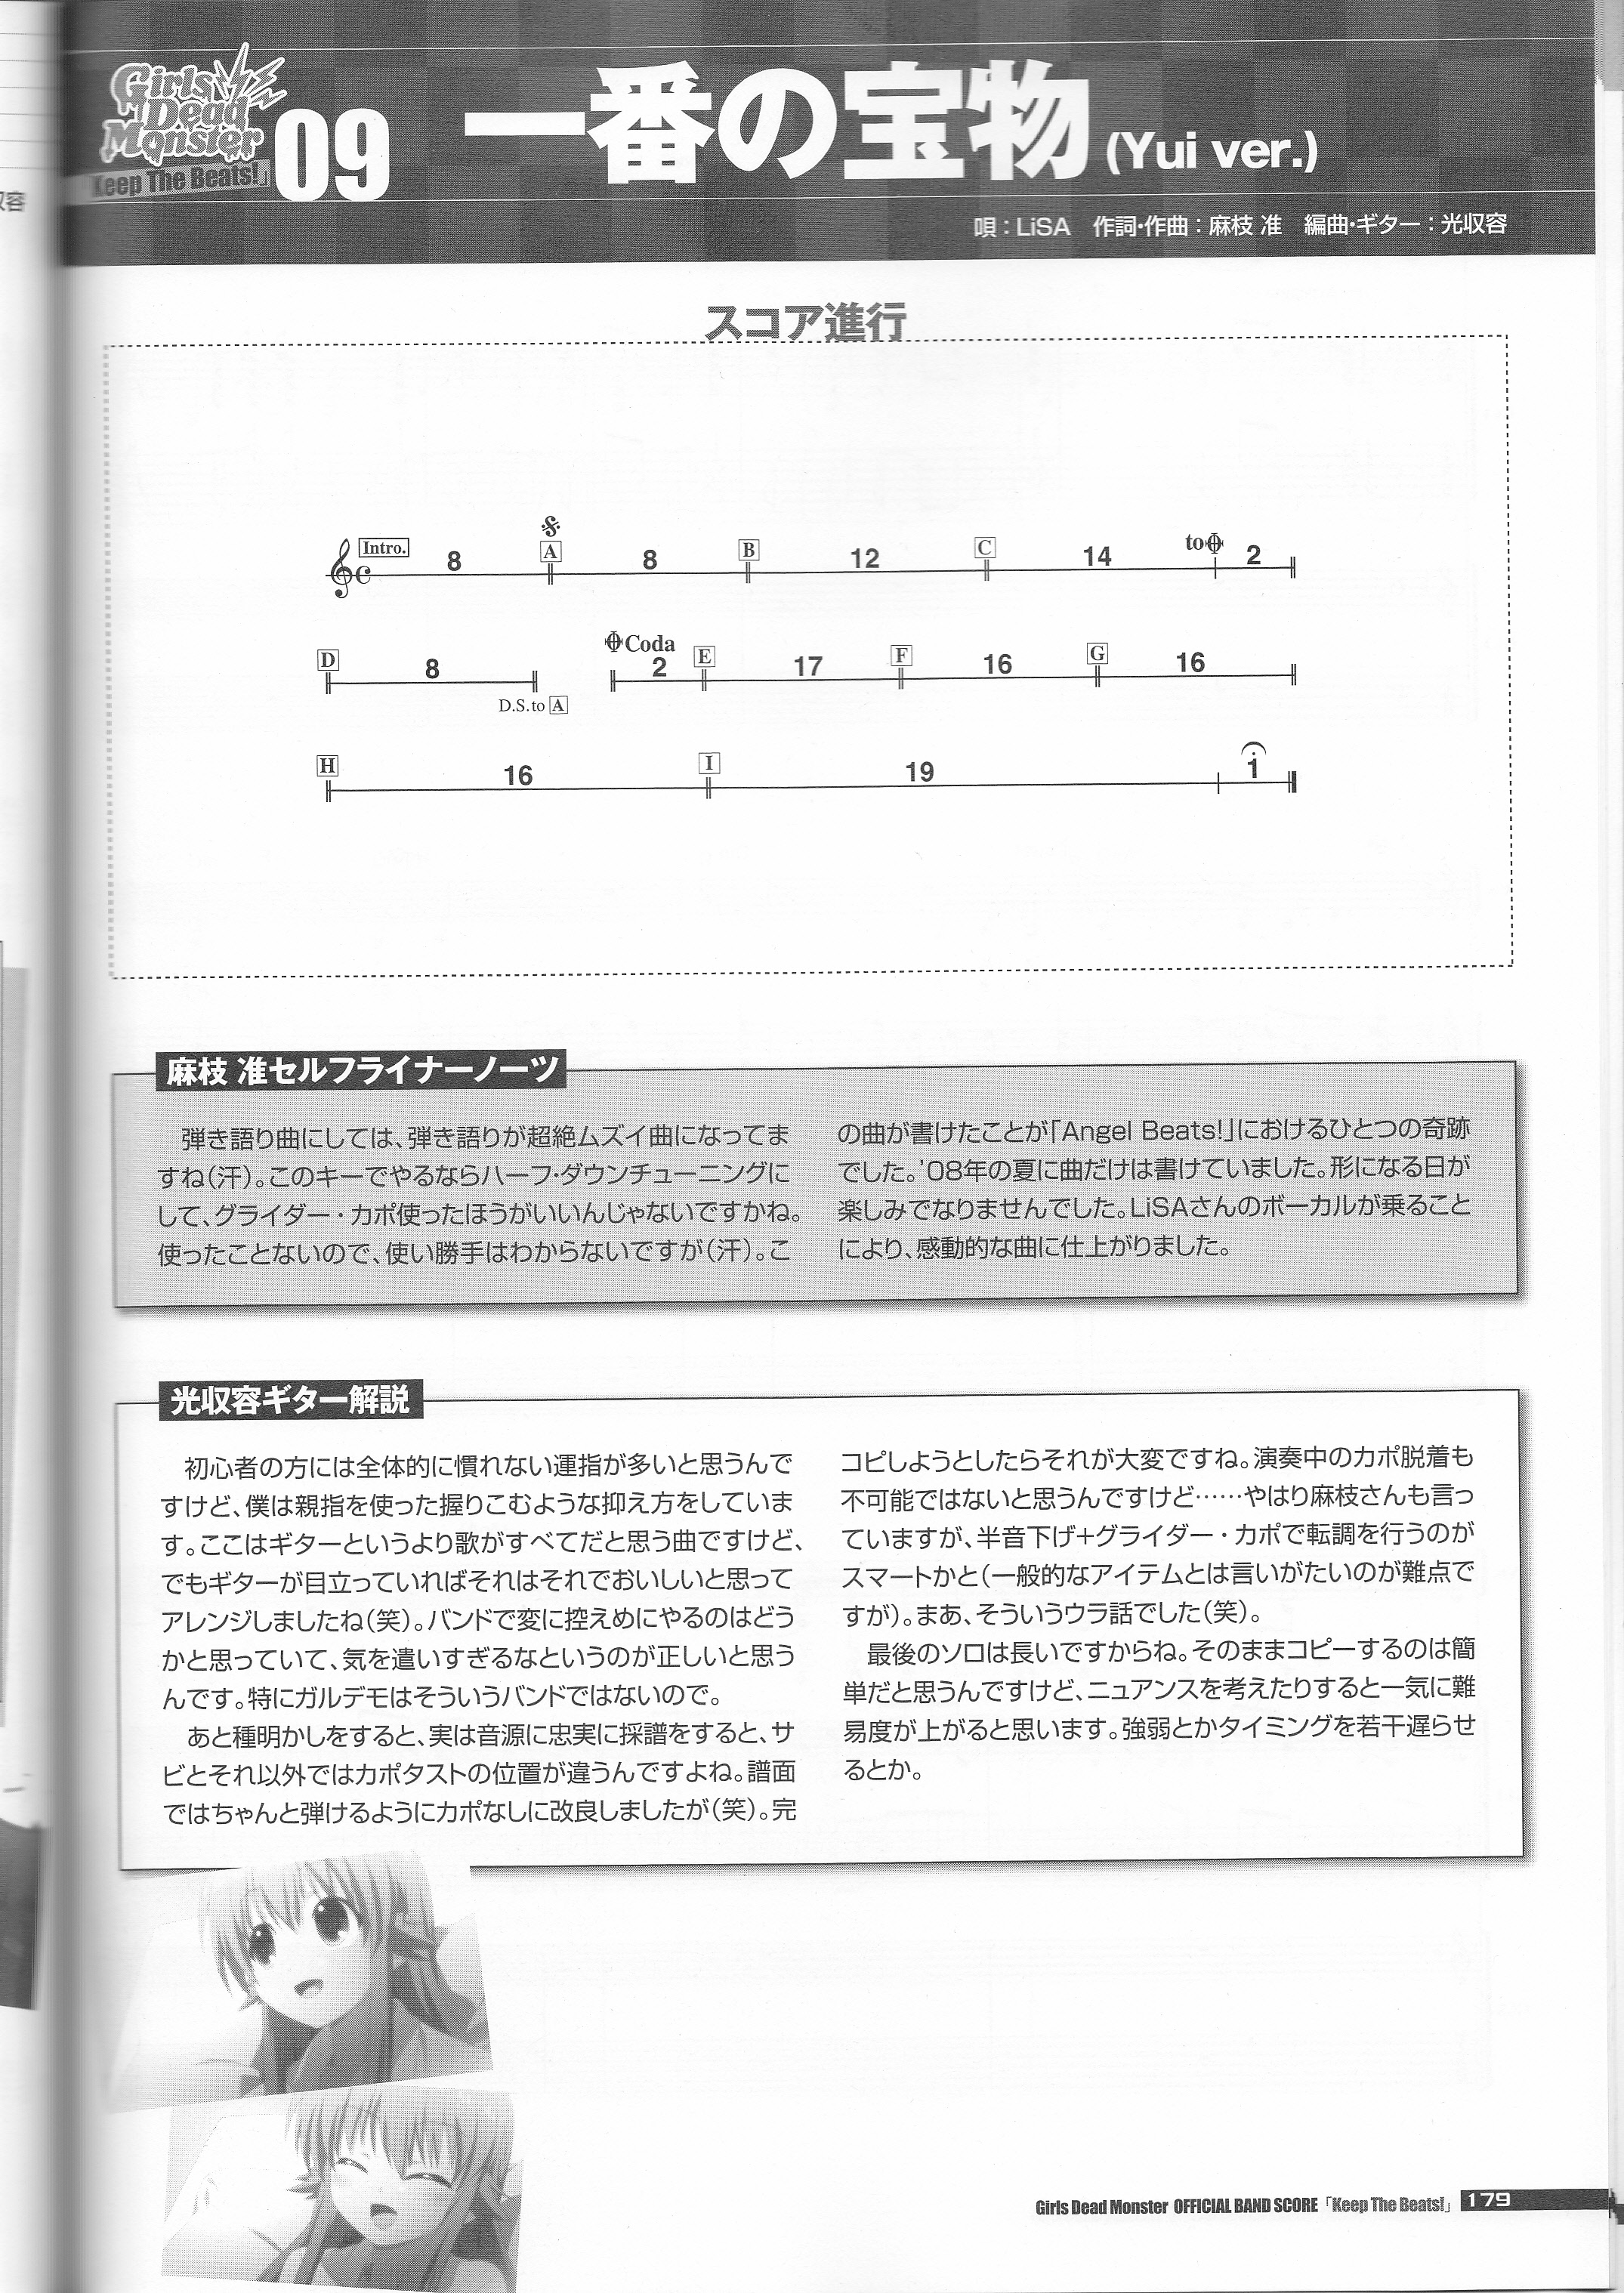 収容
Girls
Dead
Monster
「Keep The Beats!」
09
一番の宝物 (Yui ver.)
唄：LiSA　作詞・作曲：麻枝 准　編曲・ギター：光収容
スコア進行
Intro. 8 A 8 B 12 C 14 to 2
D 8 D.S. to A Coda 2 E 17 F 16 G 16
H 16 I 19 1
麻枝 准セルフライナーノーツ
弾き語り曲にしては、弾き語りが超絶ムズイ曲になってま
すね（汗）。このキーでやるならハーフ・ダウンチューニングに
して、グライダー・カポ使ったほうがいいんじゃないですかね。
使ったことないので、使い勝手はわからないですが（汗）。こ
の曲が書けたことが「Angel Beats!」におけるひとつの奇跡
でした。'08年の夏に曲だけは書けていました。形になる日が
楽しみでなりませんでした。LiSAさんのボーカルが乗ること
により、感動的な曲に仕上がりました。
光収容ギター解説
初心者の方には全体的に慣れない運指が多いと思うんで
すけど、僕は親指を使った握りこむような抑え方をしていま
す。ここはギターというより歌がすべてだと思う曲ですけど、
でもギターが目立っていればそれはそれでおいしいと思って
アレンジしましたね（笑）。バンドで変に控えめにやるのはどう
かと思っていて、気を遣いすぎるなというのが正しいと思う
んです。特にガルデモはそういうバンドではないので。
あと種明かしをすると、実は音源に忠実に採譜をすると、サ
ビとそれ以外ではカポタストの位置が違うんですよね。譜面
ではちゃんと弾けるようにカポなしに改良しましたが（笑）。完
コピしようとしたらそれが大変ですね。演奏中のカポ脱着も
不可能ではないと思うんですけど……やはり麻枝さんも言っ
ていますが、半音下げ+グライダー・カポで転調を行うのが
スマートかと（一般的なアイテムとは言いがたいのが難点で
すが）。まあ、そういうウラ話でした（笑）。
最後のソロは長いですからね。そのままコピーするのは簡
単だと思うんですけど、ニュアンスを考えたりすると一気に難
易度が上がると思います。強弱とかタイミングを若干遅らせ
るとか。
Girls Dead Monster OFFICIAL BAND SCORE「Keep The Beats!」 179